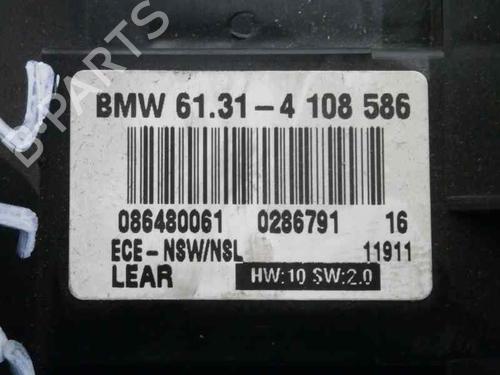 B-PARTS
BMW 61.31-4 108 586
086480061 0286791 16
ECE-NSW/NSL 11911
LEAR HW:10 SW:2.0